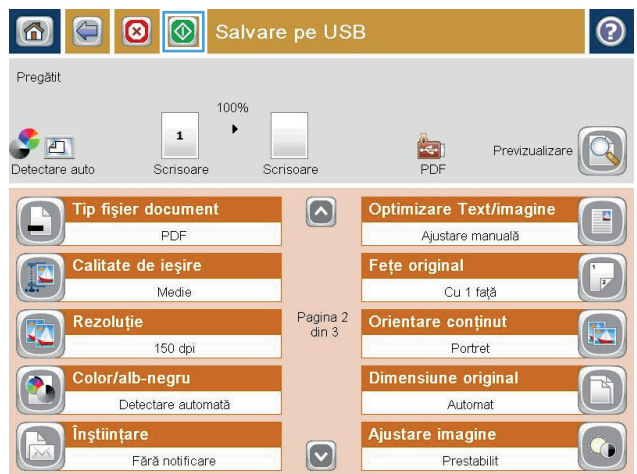 Salvare pe USB
?
Pregătit
100%
1
Detectare auto
Scrisoare
Scrisoare
PDF
Previzualizare
Tip fişier document
PDF
Calitate de ieşire
Medie
Rezoluţie
150 dpi
Color/alb-negru
Detectare automată
Înştiinţare
Fără notificare
Pagina 2
din 3
Optimizare Text/imagine
Ajustare manuală
Feţe original
Cu 1 faţă
1
2
Orientare conţinut
Portret
Dimensiune original
Automat
Ajustare imagine
Prestabilit